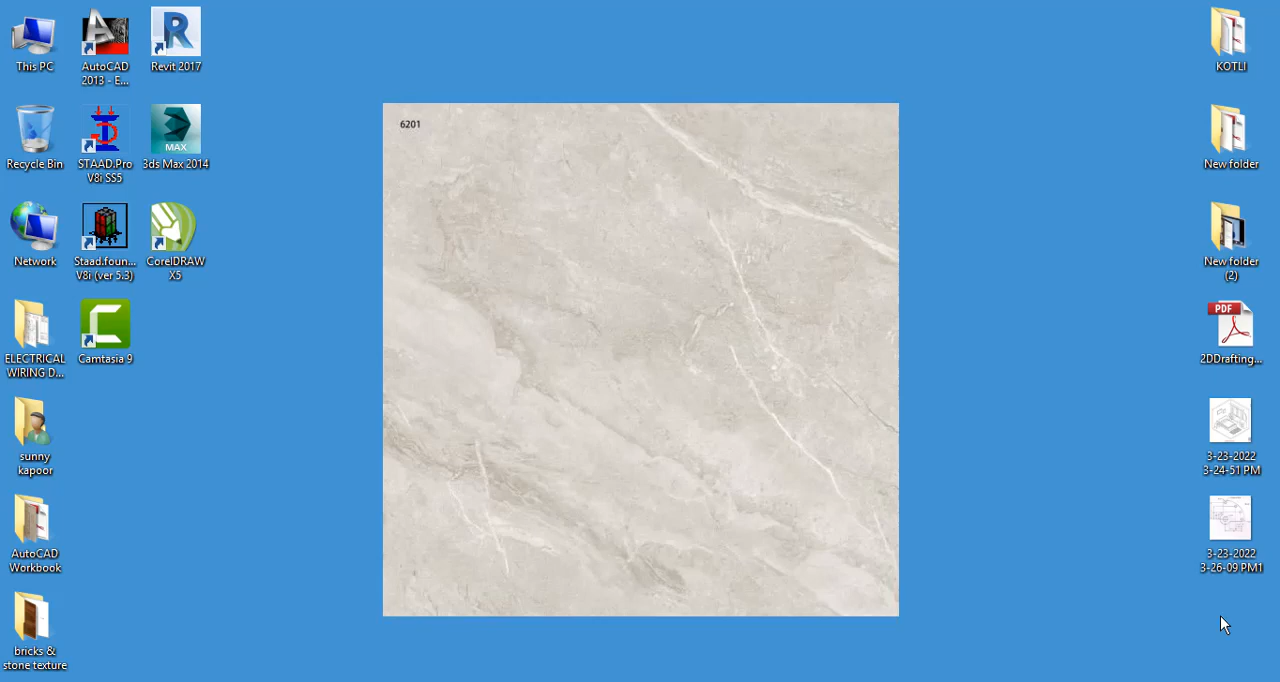 This PC
AutoCAD
2013 - E...
Revit 2017
Recycle Bin
STAAD.Pro
V8i SS5
3ds Max 2014
MAX
Network
Staad.foun...
V8i (ver 5.3)
CorelDRAW
X5
ELECTRICAL
WIRING D...
Camtasia 9
sunny
kapoor
AutoCAD
Workbook
bricks &
stone texture
6201
KOTLI
New folder
New folder
(2)
PDF
2DDrafting...
3-23-2022
3-24-51 PM
3-23-2022
3-26-09 PM1